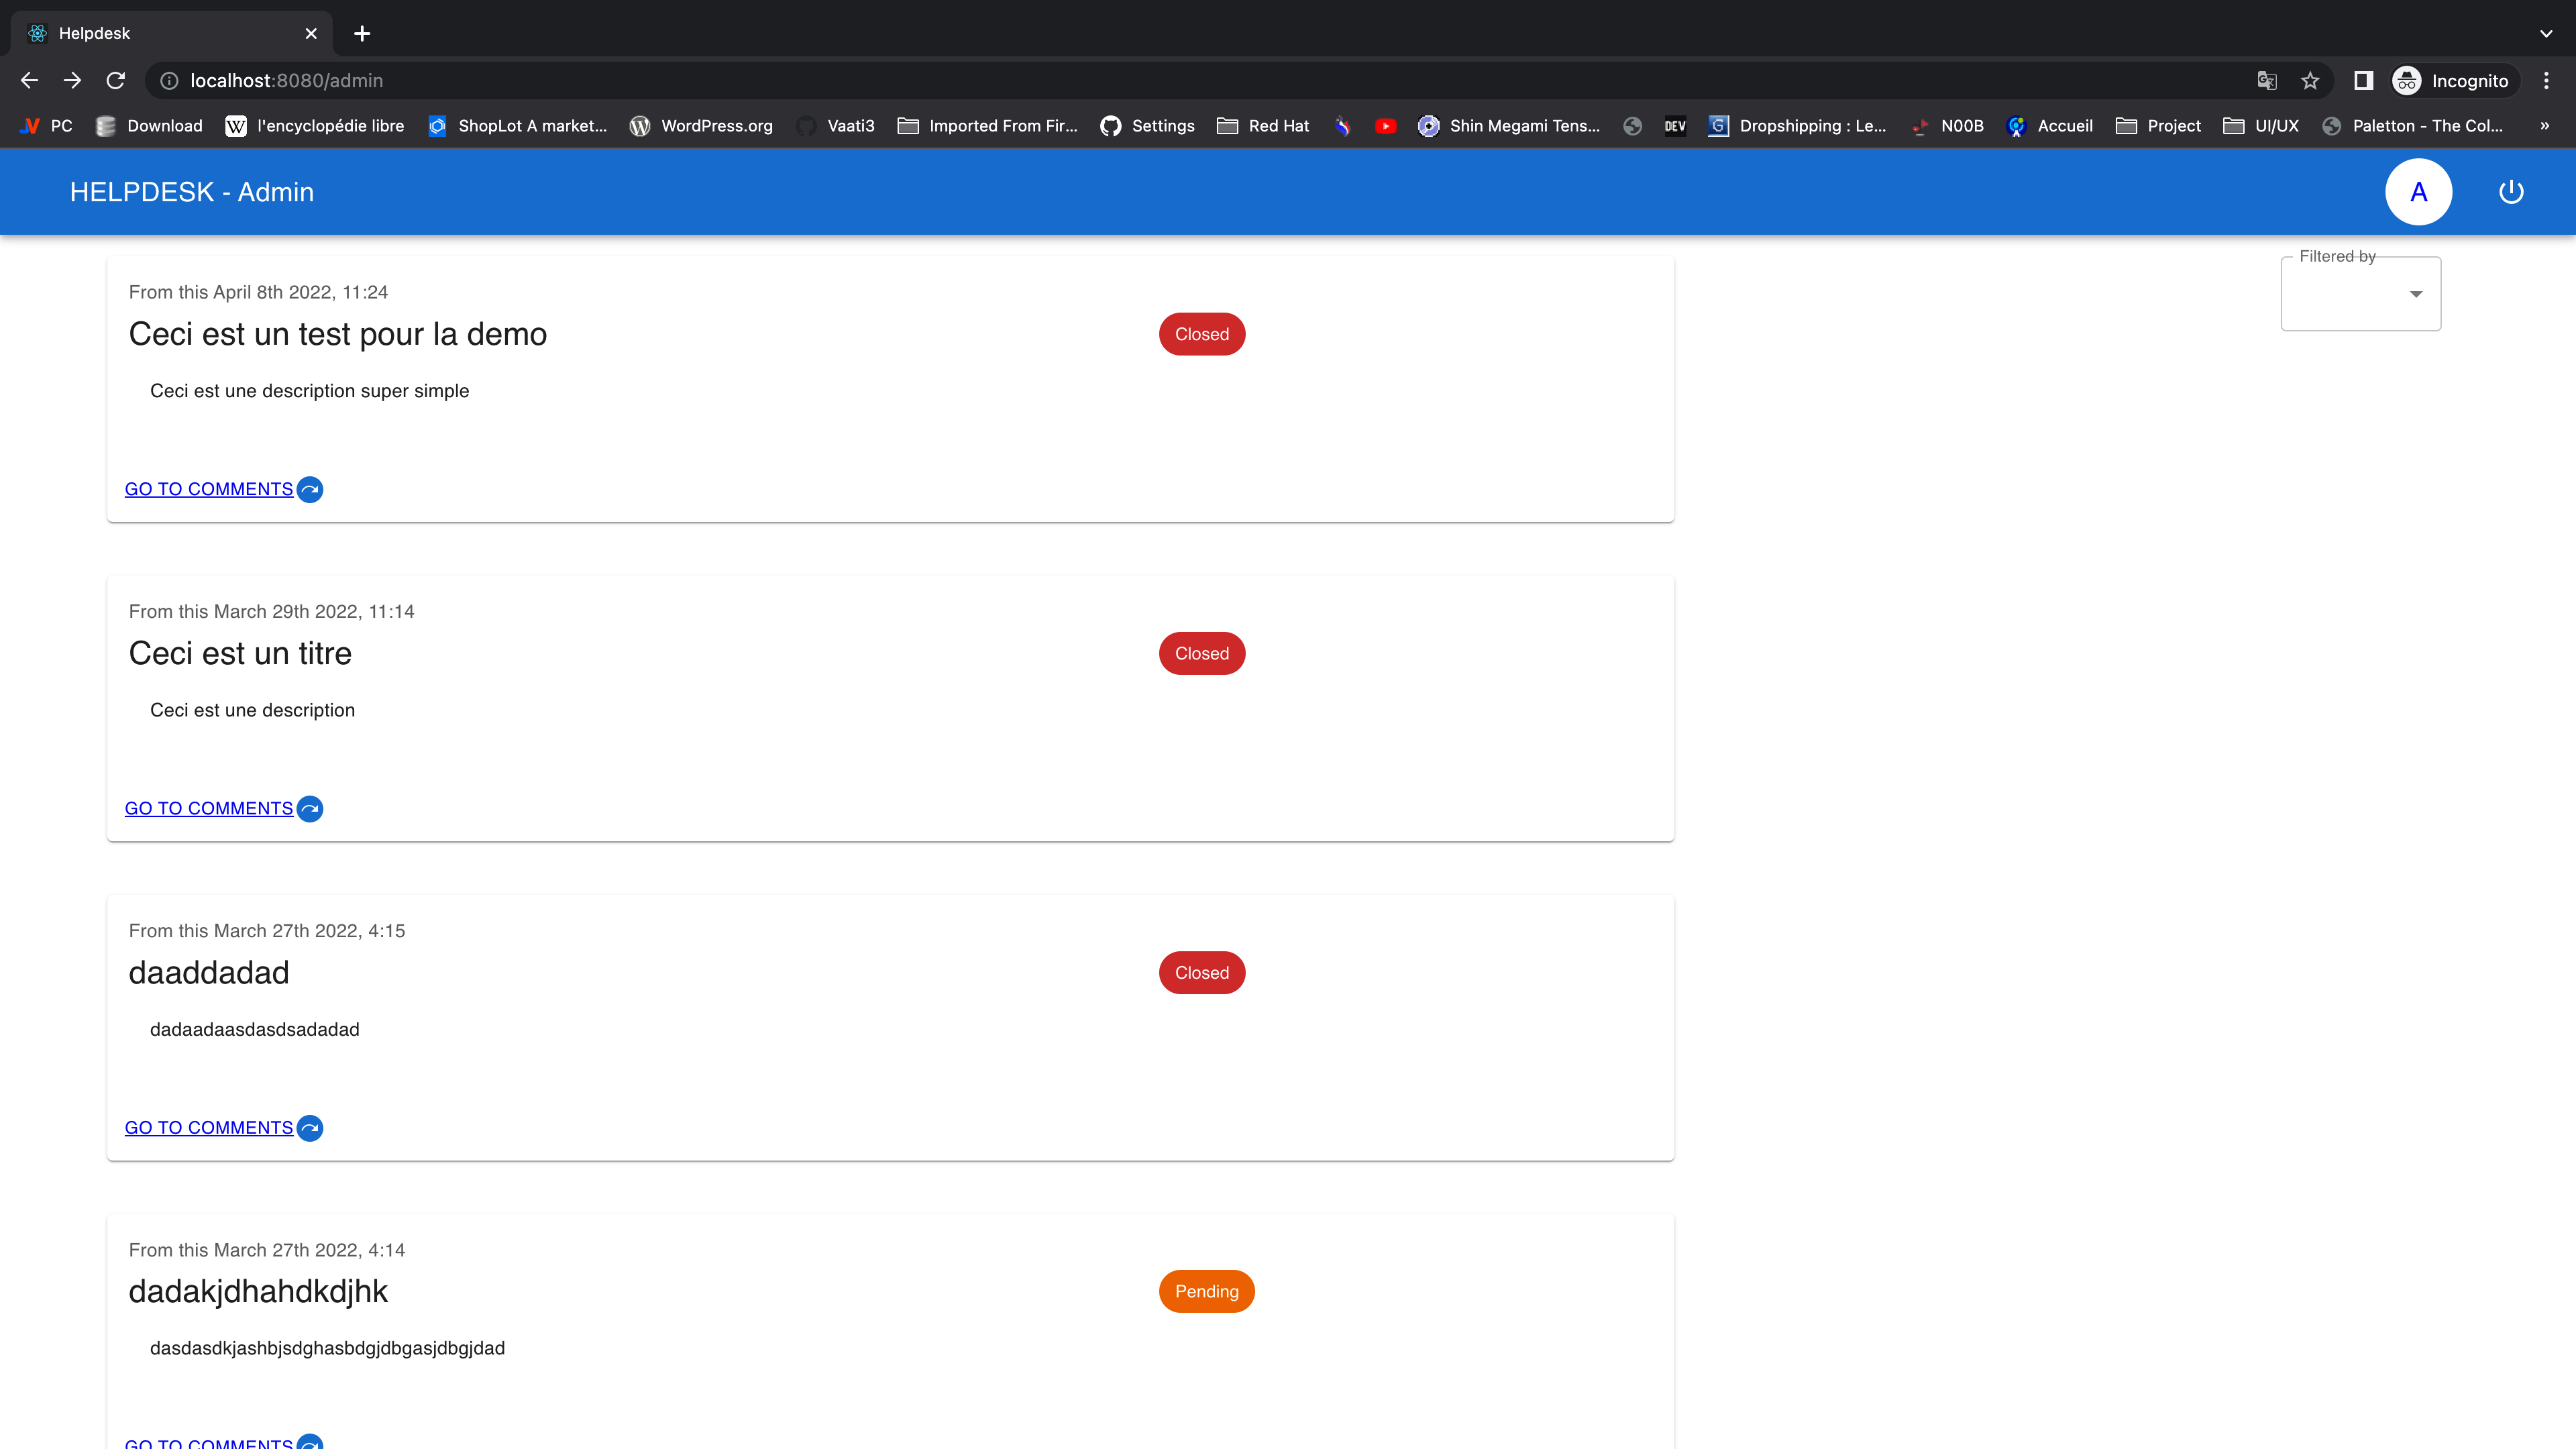 Helpdesk
localhost:8080/admin
Incognito
PC Download l'encyclopédie libre ShopLot A market... WordPress.org Vaati3 Imported From Fir... Settings Red Hat Shin Megami Tens... DEV Dropshipping : Le... N00B Accueil Project UI/UX Paletton - The Col... »
HELPDESK - Admin
A
Filtered by
From this April 8th 2022, 11:24
Ceci est un test pour la demo
Closed
Ceci est une description super simple
GO TO COMMENTS
From this March 29th 2022, 11:14
Ceci est un titre
Closed
Ceci est une description
GO TO COMMENTS
From this March 27th 2022, 4:15
daaddadad
Closed
dadaadaasdasdsadadad
GO TO COMMENTS
From this March 27th 2022, 4:14
dadakjdhahdkdjhk
Pending
dasdasdkjashbjsdghasbdgjdbgasjdbgjdad
GO TO COMMENTS